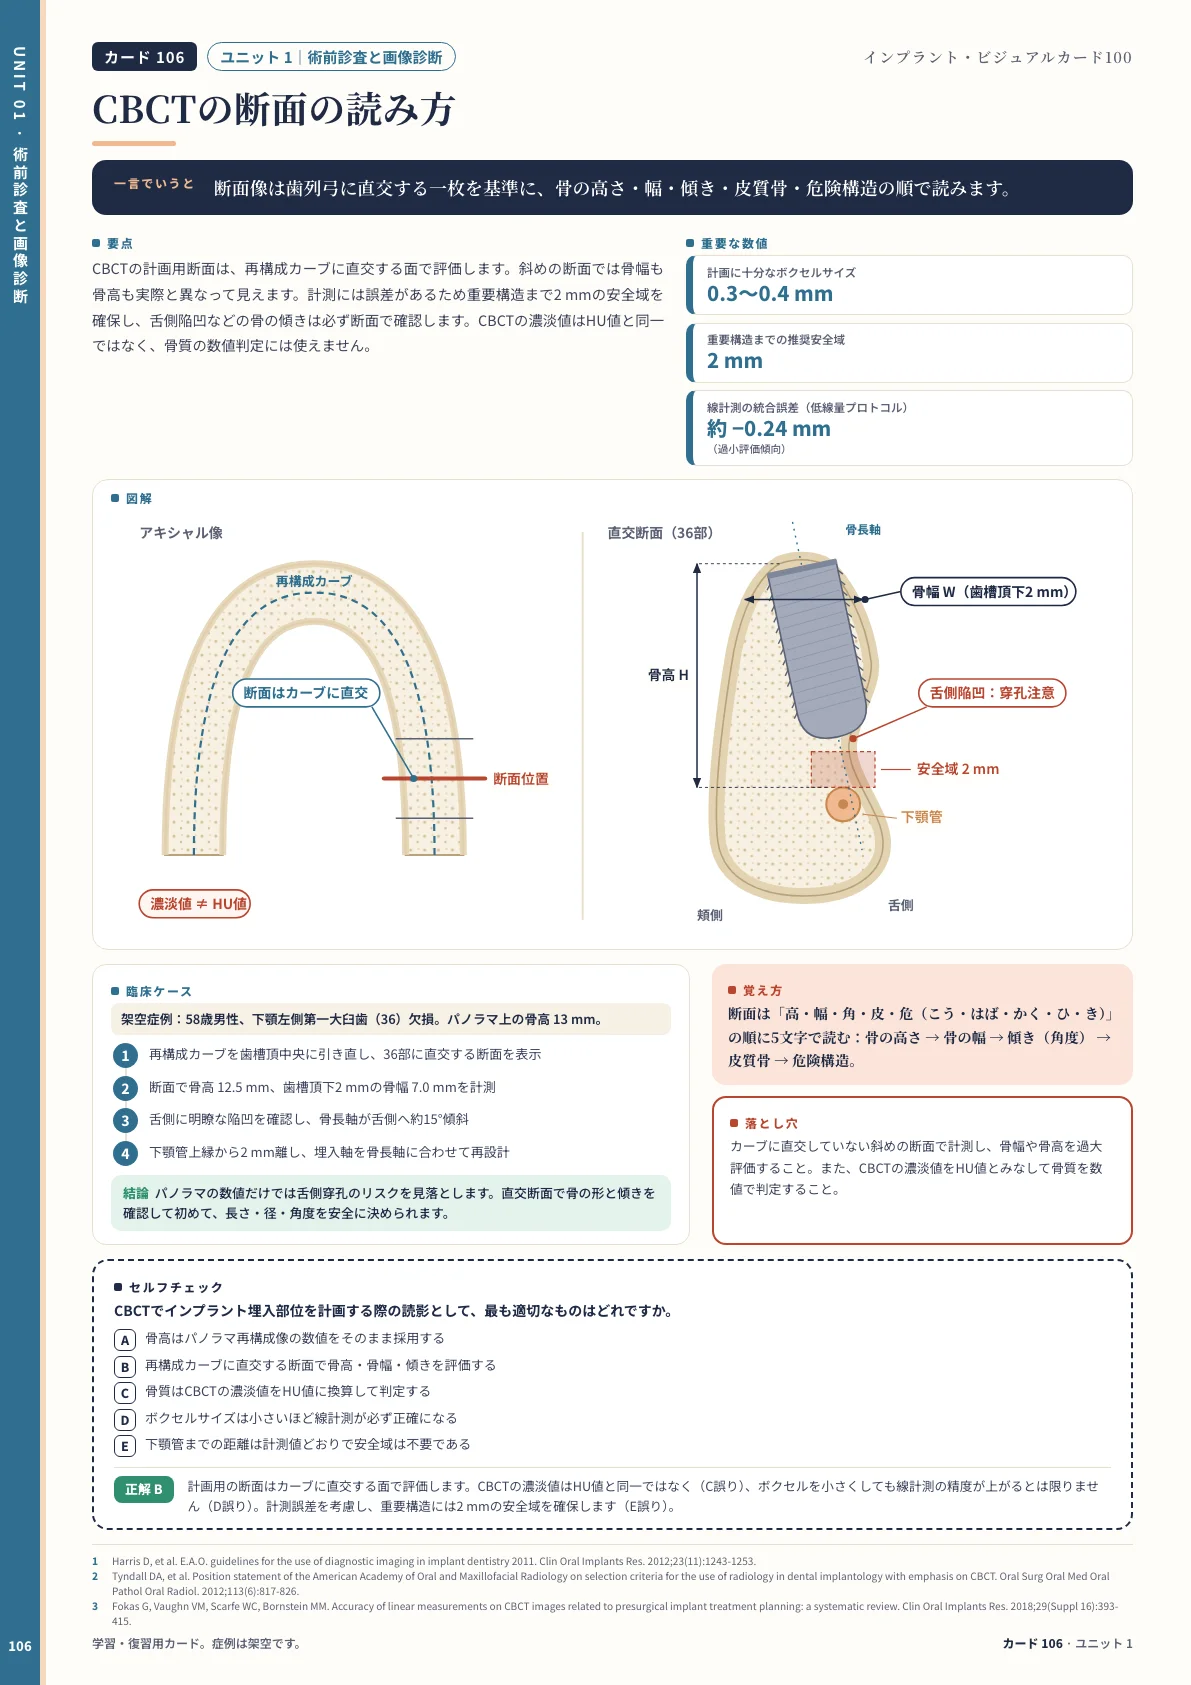 UNIT 01 · 術前診査と画像診断
カード 106
ユニット 1｜術前診査と画像診断
インプラント・ビジュアルカード100
CBCTの断面の読み方
一言でいうと
断面像は歯列弓に直交する一枚を基準に、骨の高さ・幅・傾き・皮質骨・危険構造の順で読みます。
要点
CBCTの計画用断面は、再構成カーブに直交する面で評価します。斜めの断面では骨幅も
骨高も実際と異なって見えます。計測には誤差があるため重要構造まで2 mmの安全域を
確保し、舌側陥凹などの骨の傾きは必ず断面で確認します。CBCTの濃淡値はHU値と同一
ではなく、骨質の数値判定には使えません。
重要な数値
計画に十分なボクセルサイズ
0.3〜0.4 mm
重要構造までの推奨安全域
2 mm
線計測の統合誤差（低線量プロトコル）
約 −0.24 mm
（過小評価傾向）
図解
アキシャル像
再構成カーブ
断面はカーブに直交
断面位置
濃淡値 ≠ HU値
直交断面（36部）
骨長軸
骨幅 W（歯槽頂下2 mm）
骨高 H
舌側陥凹：穿孔注意
安全域 2 mm
下顎管
頬側
舌側
臨床ケース
架空症例：58歳男性、下顎左側第一大臼歯（36）欠損。パノラマ上の骨高 13 mm。
1 再構成カーブを歯槽頂中央に引き直し、36部に直交する断面を表示
2 断面で骨高 12.5 mm、歯槽頂下2 mmの骨幅 7.0 mmを計測
3 舌側に明瞭な陥凹を確認し、骨長軸が舌側へ約15°傾斜
4 下顎管上縁から2 mm離し、埋入軸を骨長軸に合わせて再設計
結論 パノラマの数値だけでは舌側穿孔のリスクを見落とします。直交断面で骨の形と傾きを
確認して初めて、長さ・径・角度を安全に決められます。
覚え方
断面は「高・幅・角・皮・危（こう・はば・かく・ひ・き）」
の順に5文字で読む：骨の高さ → 骨の幅 → 傾き（角度） →
皮質骨 → 危険構造。
落とし穴
カーブに直交していない斜めの断面で計測し、骨幅や骨高を過大
評価すること。また、CBCTの濃淡値をHU値とみなして骨質を数
値で判定すること。
セルフチェック
CBCTでインプラント埋入部位を計画する際の読影として、最も適切なものはどれですか。
A 骨高はパノラマ再構成像の数値をそのまま採用する
B 再構成カーブに直交する断面で骨高・骨幅・傾きを評価する
C 骨質はCBCTの濃淡値をHU値に換算して判定する
D ボクセルサイズは小さいほど線計測が必ず正確になる
E 下顎管までの距離は計測値どおりで安全域は不要である
正解 B
計画用の断面はカーブに直交する面で評価します。CBCTの濃淡値はHU値と同一ではなく（C誤り）、ボクセルを小さくしても線計測の精度が上がるとは限りませ
ん（D誤り）。計測誤差を考慮し、重要構造には2 mmの安全域を確保します（E誤り）。
1 Harris D, et al. E.A.O. guidelines for the use of diagnostic imaging in implant dentistry 2011. Clin Oral Implants Res. 2012;23(11):1243-1253.
2 Tyndall DA, et al. Position statement of the American Academy of Oral and Maxillofacial Radiology on selection criteria for the use of radiology in dental implantology with emphasis on CBCT. Oral Surg Oral Med Oral
Pathol Oral Radiol. 2012;113(6):817-826.
3 Fokas G, Vaughn VM, Scarfe WC, Bornstein MM. Accuracy of linear measurements on CBCT images related to presurgical implant treatment planning: a systematic review. Clin Oral Implants Res. 2018;29(Suppl 16):393-
415.
106
学習・復習用カード。症例は架空です。
カード 106 · ユニット 1